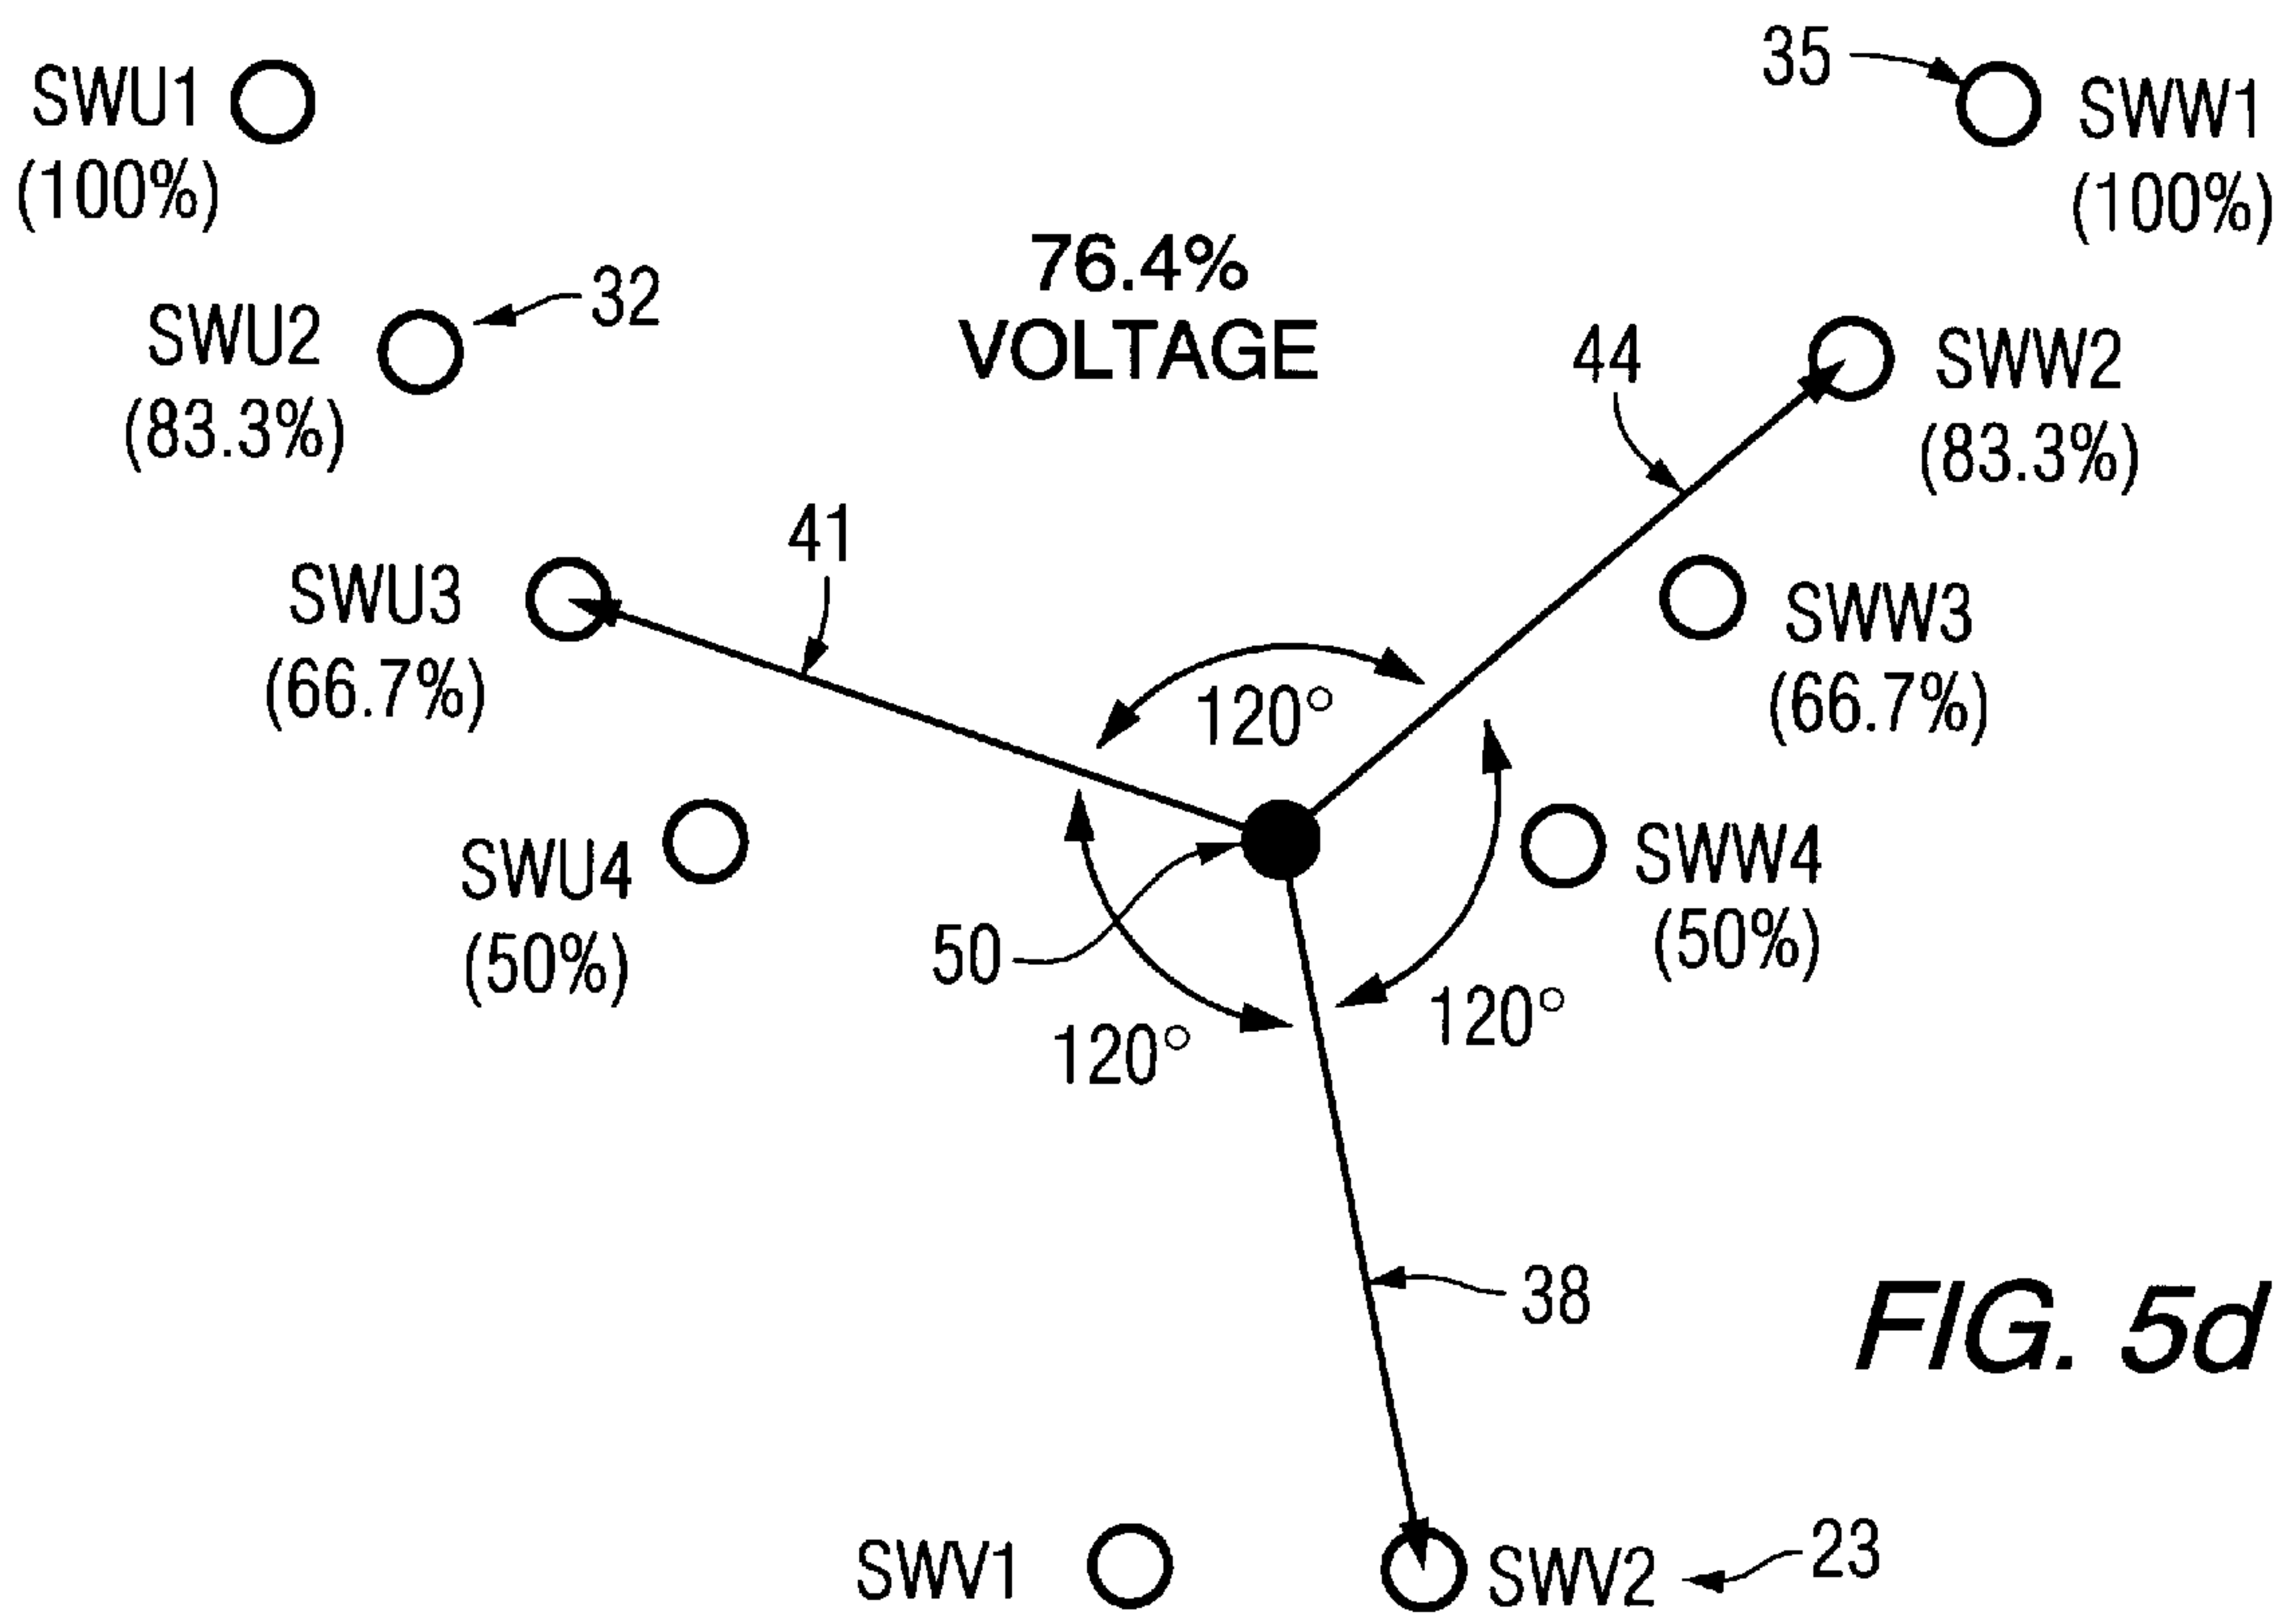 35
SWU1
(100%)
SWW1
(100%)
76.4%
VOLTAGE
32
SWU2
(83.3%)
44
SWW2
(83.3%)
41
SWU3
(66.7%)
SWW3
(66.7%)
120°
SWU4
(50%)
SWW4
(50%)
50
120°
120°
38
FIG. 5d
SWV1
SWV2
23